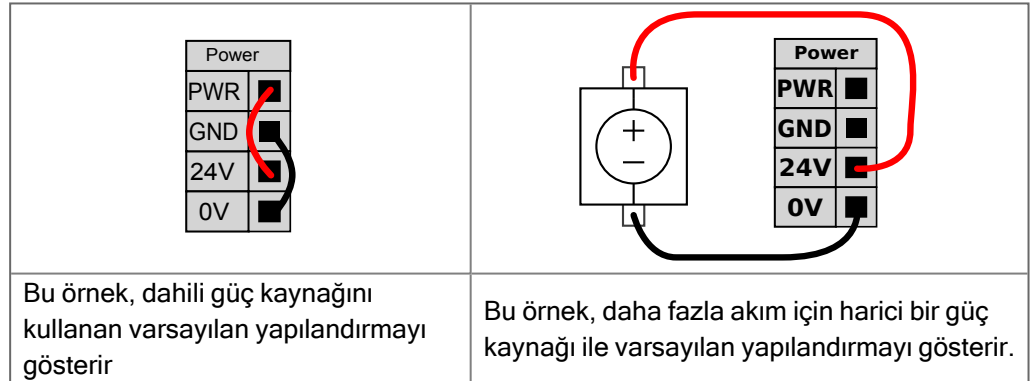 Power
PWR
GND
24V
0V
Power
PWR
GND
24V
0V
Bu örnek, dahili güç kaynağını
kullanan varsayılan yapılandırmayı
gösterir
Bu örnek, daha fazla akım için harici bir güç
kaynağı ile varsayılan yapılandırmayı gösterir.